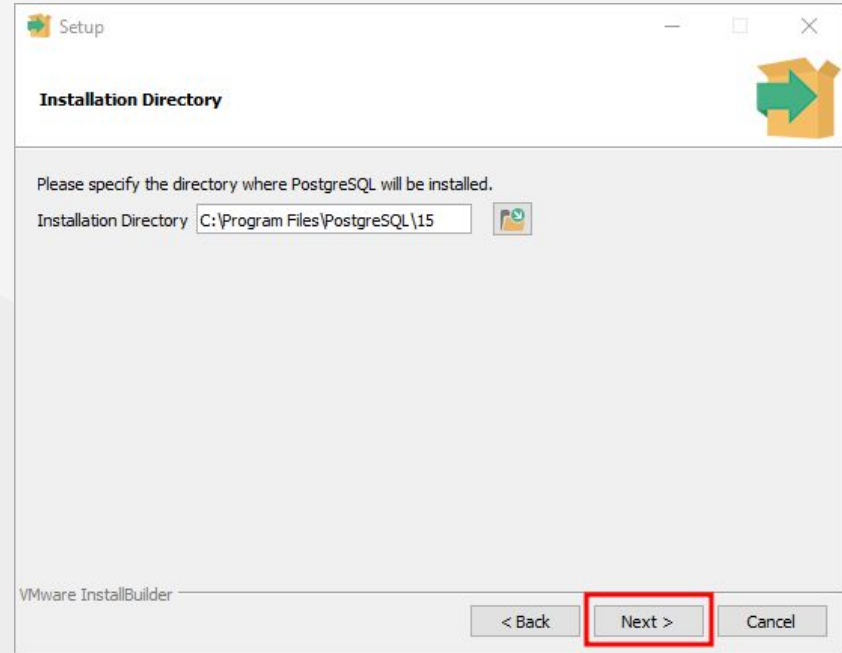 Setup
Installation Directory
Please specify the directory where PostgreSQL will be installed.
Installation Directory C:\Program Files\PostgreSQL\15
VMware InstallBuilder
< Back Next > Cancel